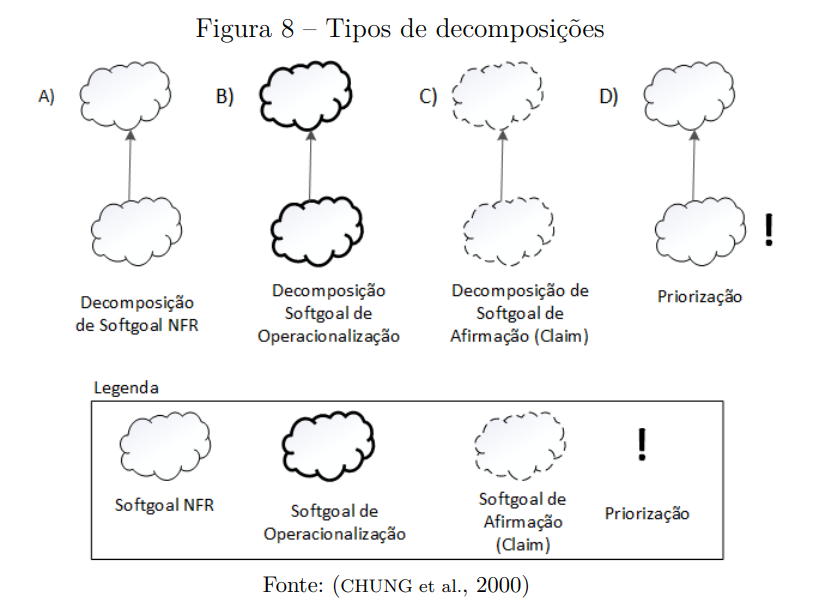 Figura 8 – Tipos de decomposições
A)
B)
C)
D)
!
Decomposição
de Softgoal NFR
Decomposição
Softgoal de
Operacionalização
Decomposição de
Softgoal de
Afirmação (Claim)
Priorização
Legenda
!
Softgoal NFR
Softgoal de
Operacionalização
Softgoal de
Afirmação
(Claim)
Priorização
Fonte: (CHUNG et al., 2000)